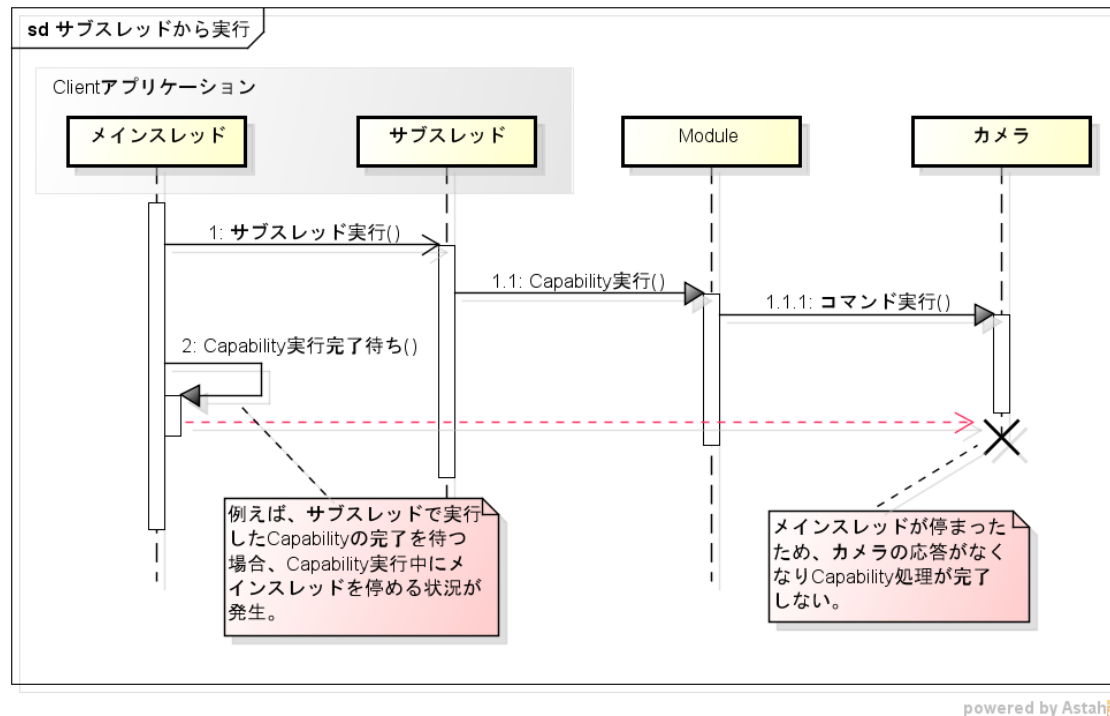 sd サブスレッドから実行
Clientアプリケーション
メインスレッド
サブスレッド
Module
カメラ
1: サブスレッド実行()
1.1: Capability実行()
1.1.1: コマンド実行()
2: Capability実行完了待ち()
例えば、サブスレッドで実行
したCapabilityの完了を待つ
場合、Capability実行中にメ
インスレッドを停める状況が
発生。
メインスレッドが停まった
ため、カメラの応答がなく
なりCapability処理が完了
しない。
powered by Astah